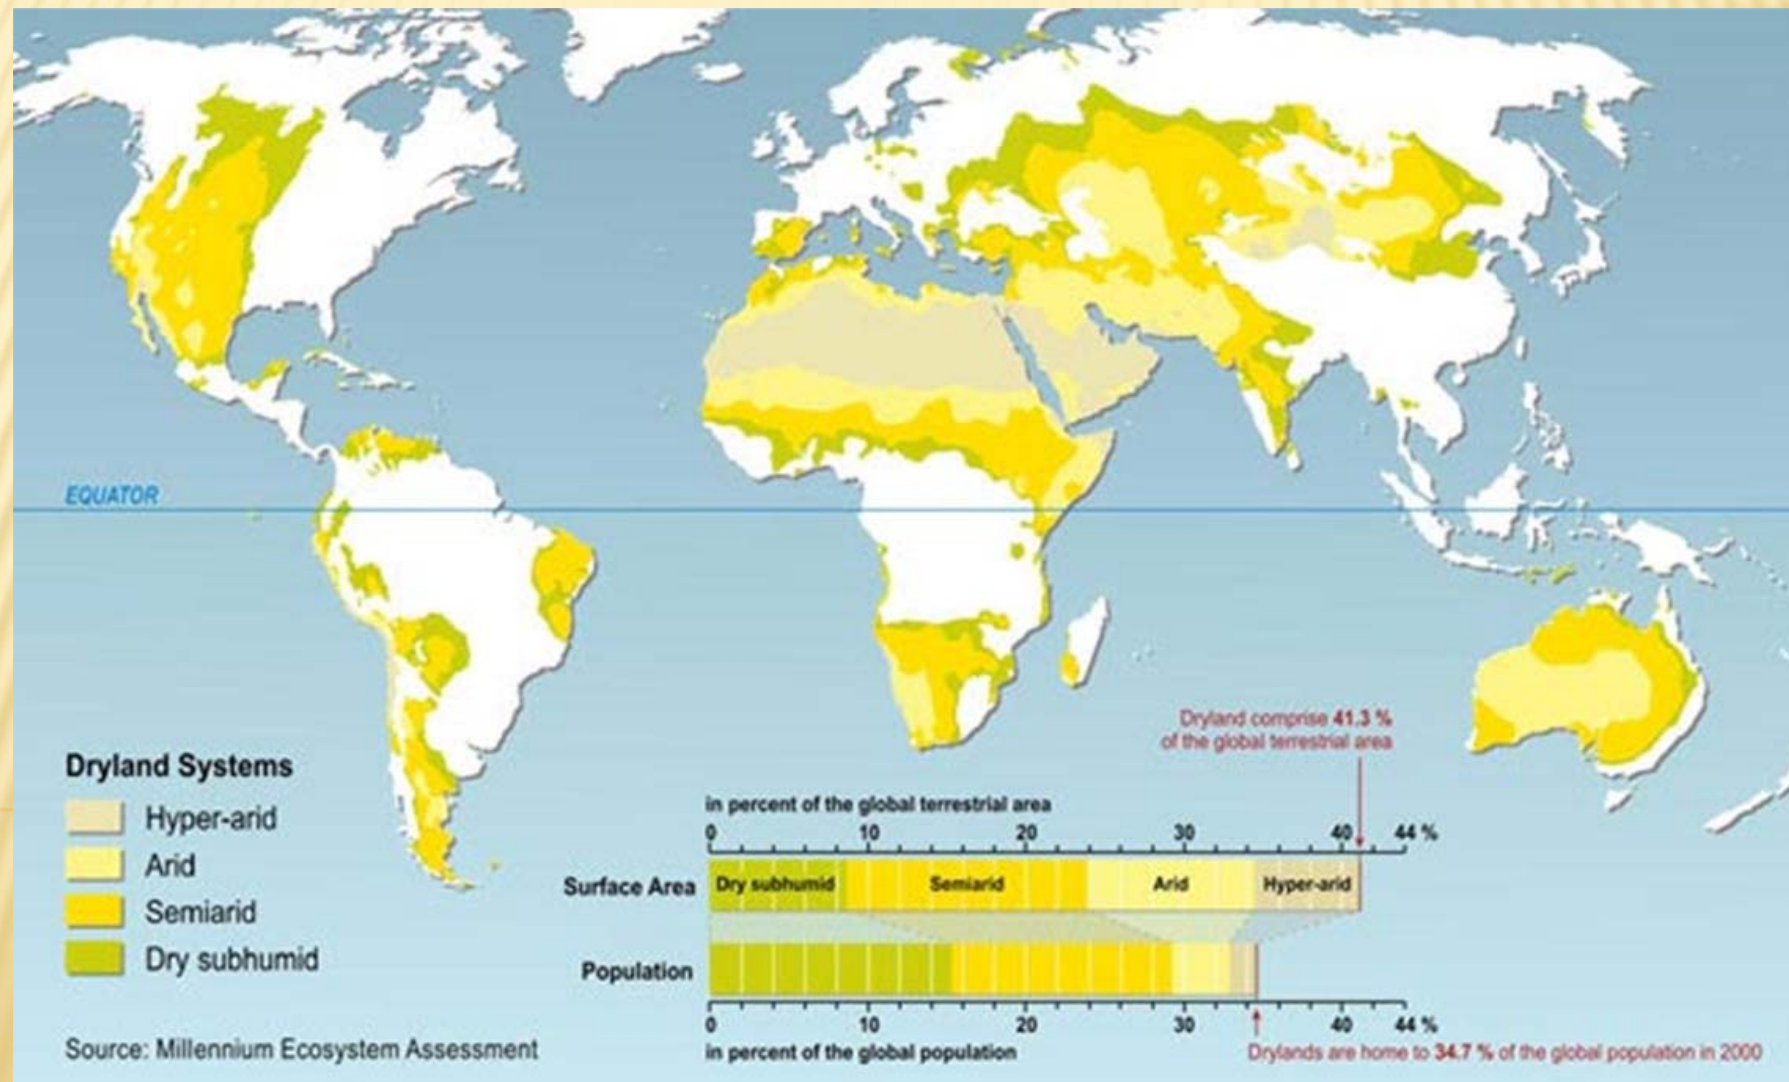 EQUATOR
Dryland Systems
Hyper-arid
Arid
Semiarid
Dry subhumid
Source: Millennium Ecosystem Assessment
Dryland comprise 41.3 %
of the global terrestrial area
in percent of the global terrestrial area
0 10 20 30 40 44 %
Surface Area Dry subhumid Semiarid Arid Hyper-arid
Population
0 10 20 30 40 44 %
in percent of the global population
Drylands are home to 34.7 % of the global population in 2000